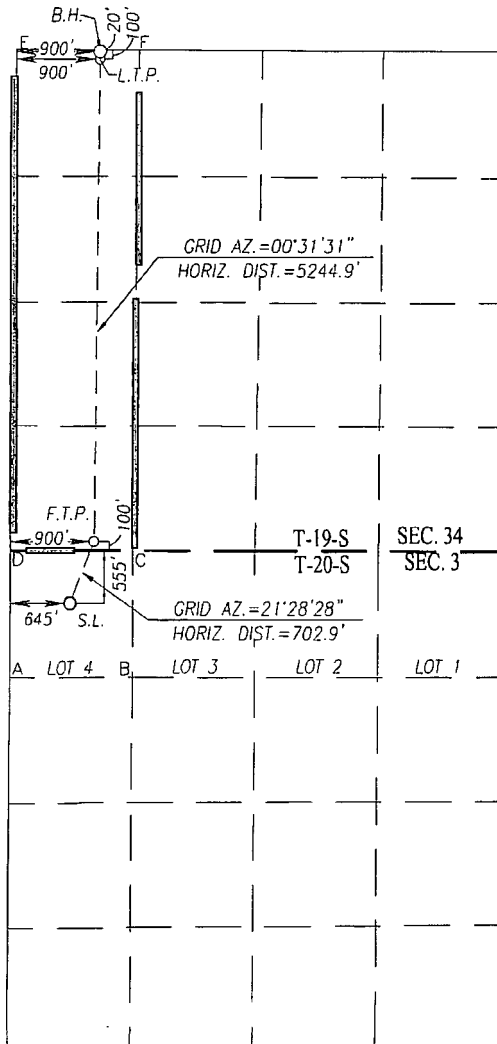 B.H.
20'
100'
E
900'
F
900'
L.T.P.
GRID AZ.=00°31'31"
HORIZ. DIST.=5244.9'
F.T.P.
900'
100'
D
C
T-19-S SEC. 34
T-20-S SEC. 3
555'
645'
S.L.
GRID AZ.=21°28'28"
HORIZ. DIST.=702.9'
A LOT 4 B LOT 3 LOT 2 LOT 1